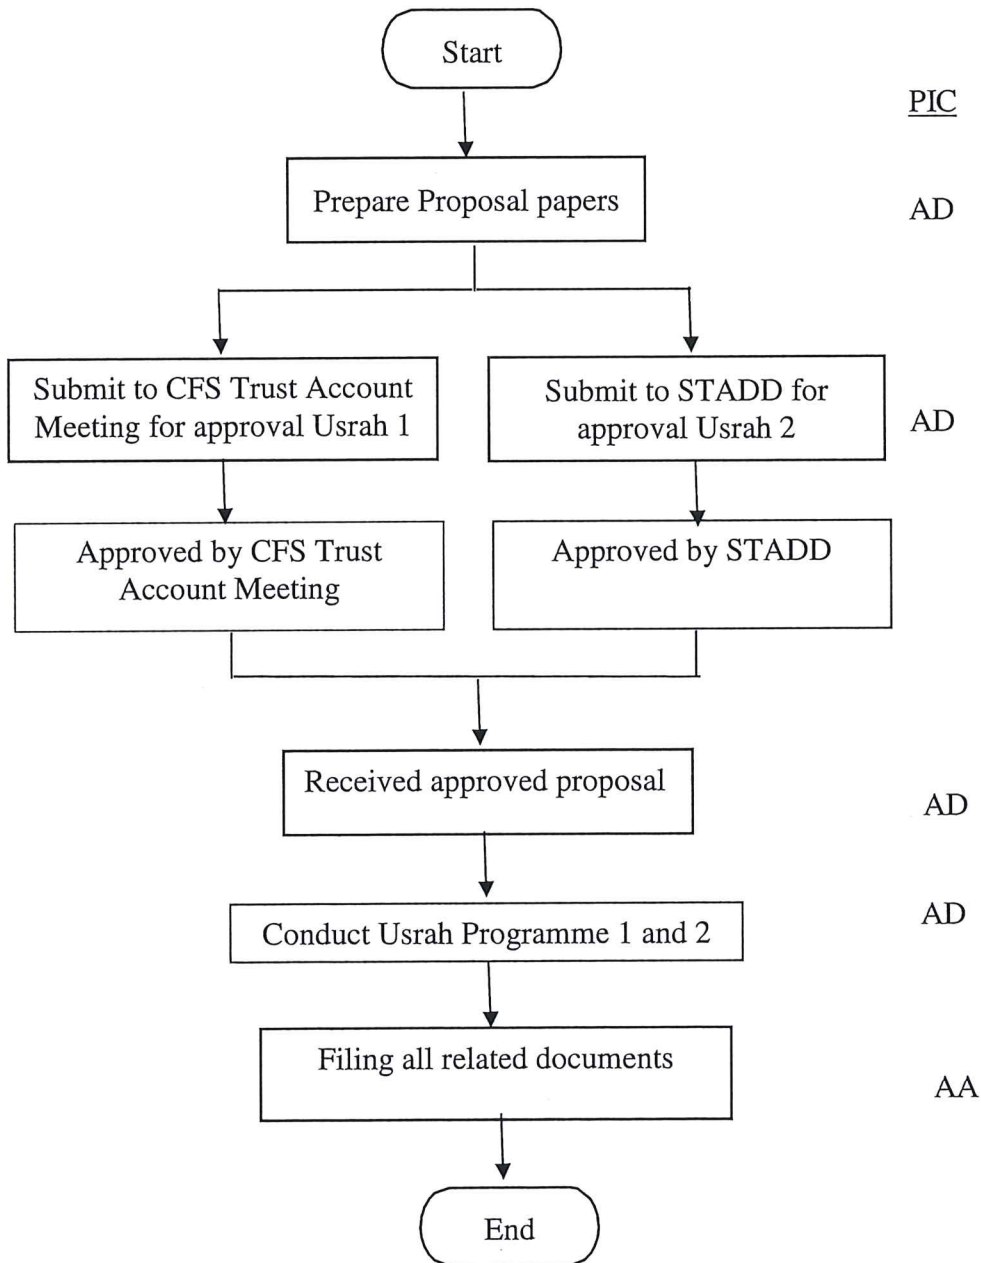 Start
PIC
Prepare Proposal papers
AD
Submit to CFS Trust Account
Meeting for approval Usrah 1
Submit to STADD for
approval Usrah 2
AD
Approved by CFS Trust
Account Meeting
Approved by STADD
Received approved proposal
AD
Conduct Usrah Programme 1 and 2
AD
Filing all related documents
AA
End